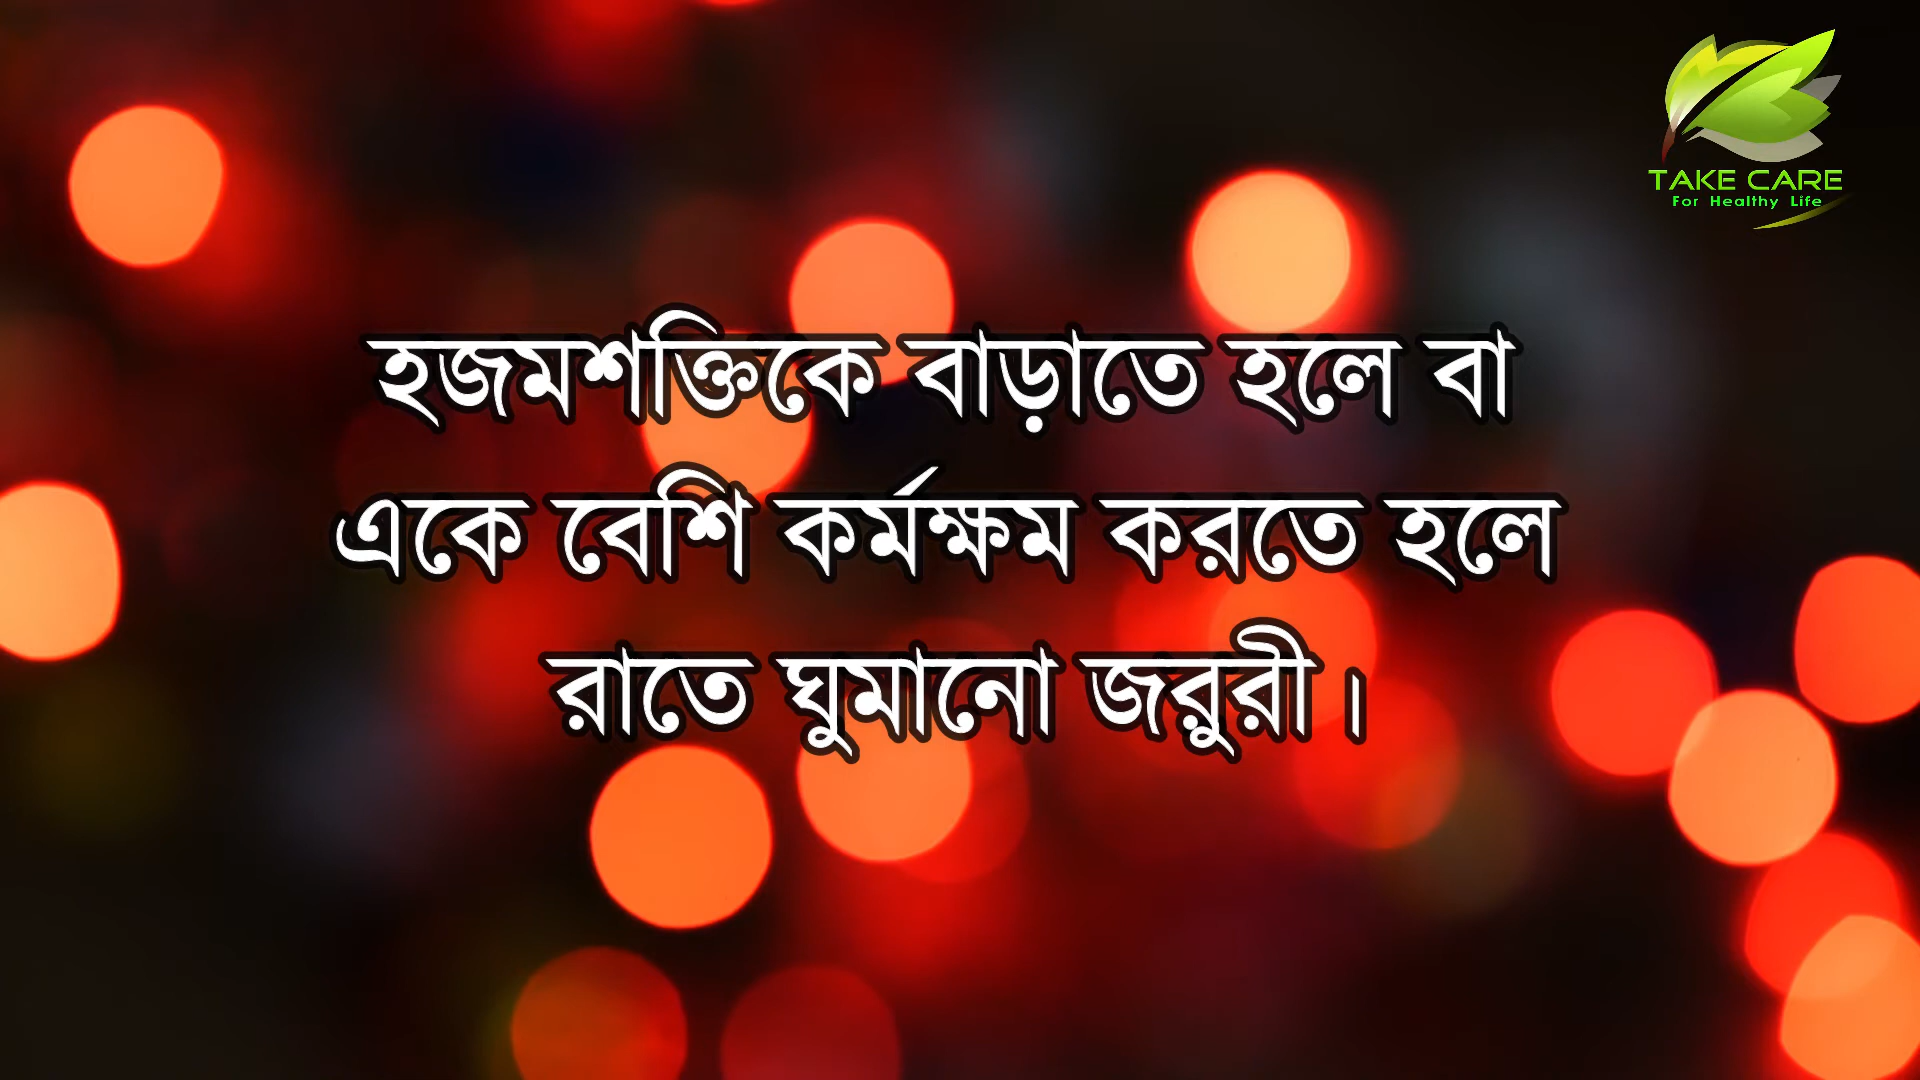 TAKE CARE
For Healthy Life
হজমশক্তিকে বাড়াতে হলে বা
একে বেশি কর্মক্ষম করতে হলে
রাতে ঘুমানো জরুরী।